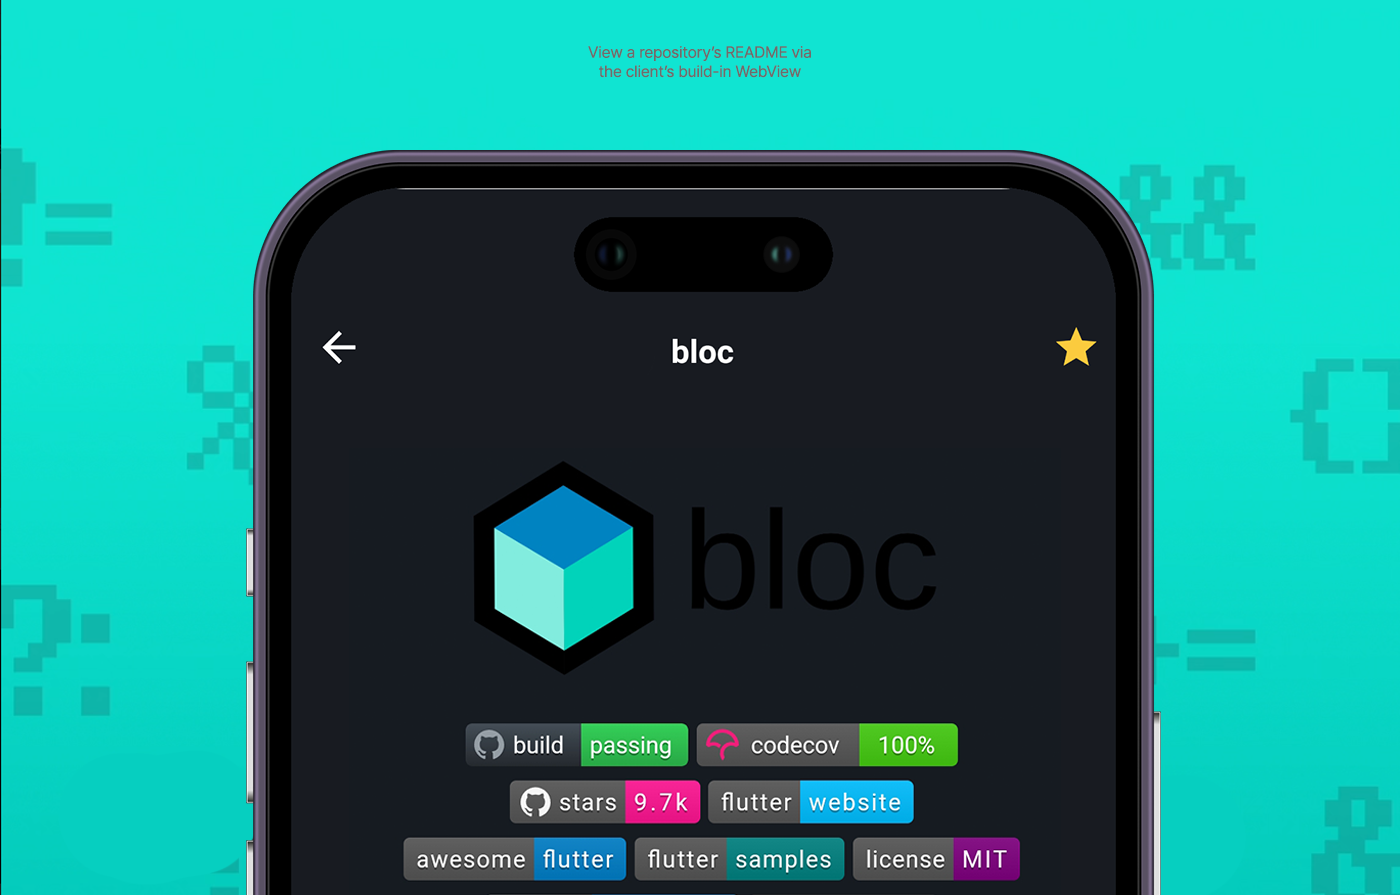 View a repository's README via
the client's build-in WebView
!=
&&
bloc
%
{}
bloc
?:
-=
build passing codecov 100%
stars 9.7k flutter website
awesome flutter flutter samples license MIT
&